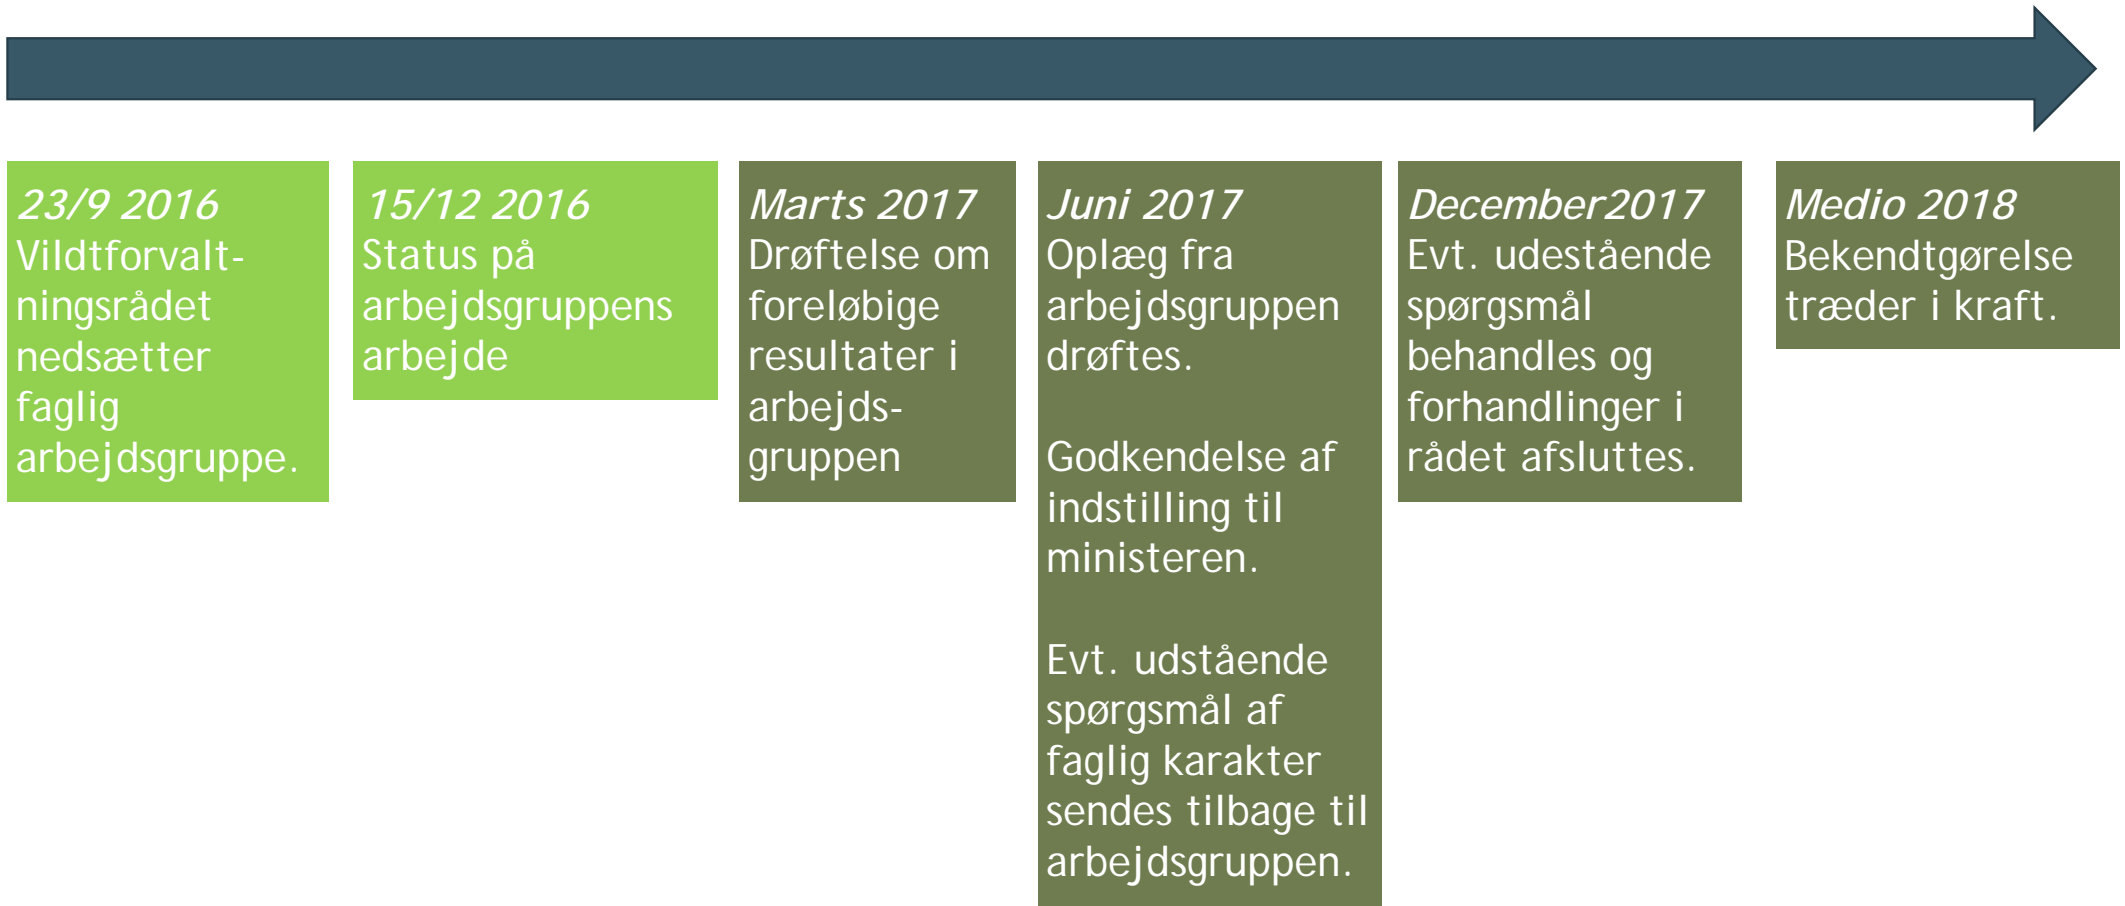 23/9 2016
Vildtforvalt-
ningsrådet
nedsætter
faglig
arbejdsgruppe.
15/12 2016
Status på
arbejdsgruppens
arbejde
Marts 2017
Drøftelse om
foreløbige
resultater i
arbejds-
gruppen
Juni 2017
Oplæg fra
arbejdsgruppen
drøftes.
Godkendelse af
indstilling til
ministeren.
Evt. udstående
spørgsmål af
faglig karakter
sendes tilbage til
arbejdsgruppen.
December2017
Evt. udestående
spørgsmål
behandles og
forhandlinger i
rådet afsluttes.
Medio 2018
Bekendtgørelse
træder i kraft.